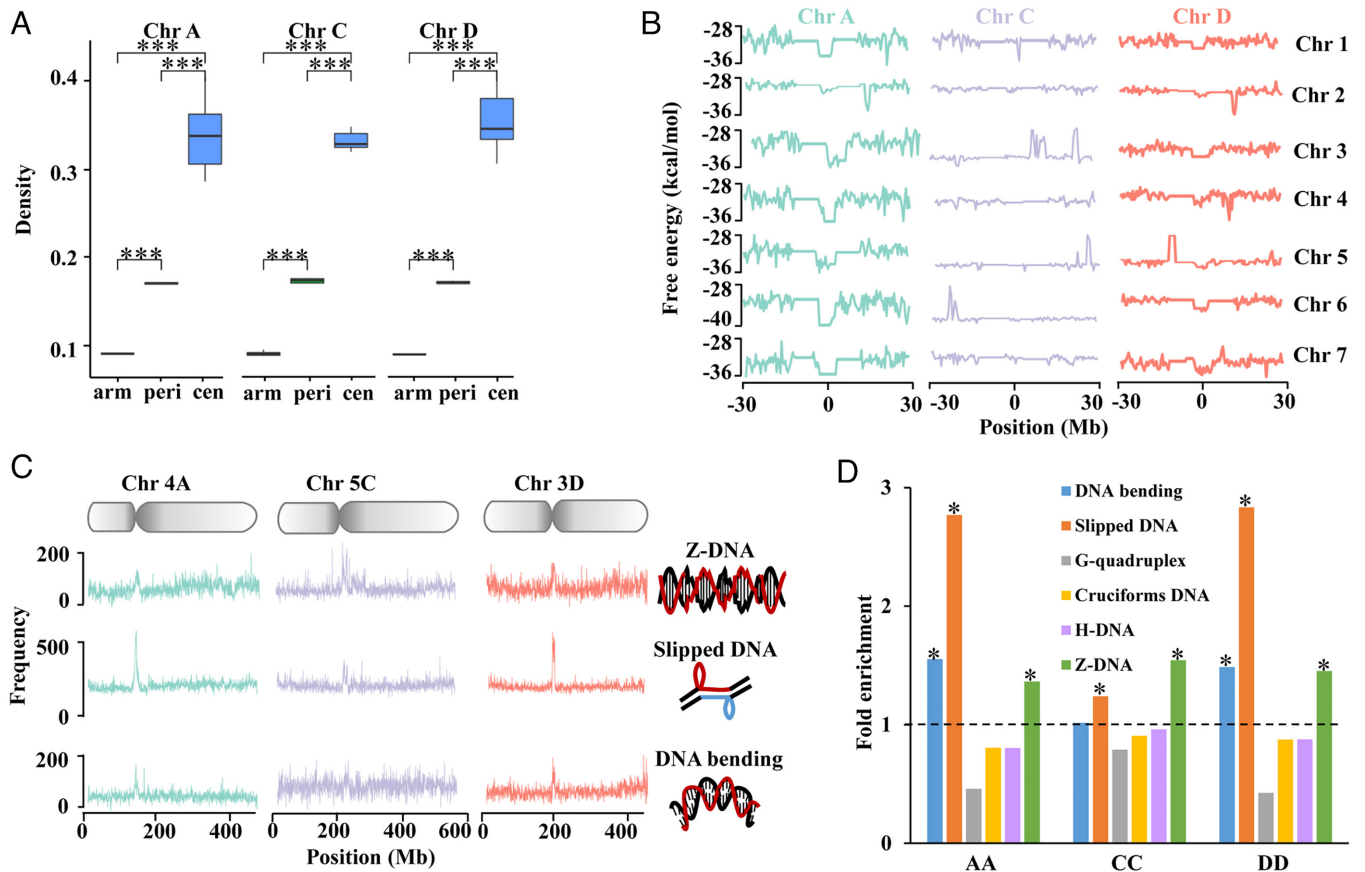 A
Chr A
Chr C
Chr D
***
***
***
***
***
***
***
***
***
Density
0.4
0.3
0.2
0.1
arm peri cen
arm peri cen
arm peri cen
B
Chr A
Chr C
Chr D
Free energy (kcal/mol)
-28
-36
Chr 1
-28
-36
Chr 2
-28
-36
Chr 3
-28
-36
Chr 4
-28
-36
Chr 5
-28
-40
Chr 6
-28
-36
Chr 7
-30 0 30
-30 0 30
-30 0 30
Position (Mb)
C
Chr 4A
Chr 5C
Chr 3D
Frequency
200
100
0
Z-DNA
500
0
Slipped DNA
200
100
0
DNA bending
0 200 400
0 200 400 600
0 200 400
Position (Mb)
D
Fold enrichment
3
2
1
0
DNA bending
Slipped DNA
G-quadruplex
Cruciforms DNA
H-DNA
Z-DNA
* * *
* *
* * *
AA
CC
DD